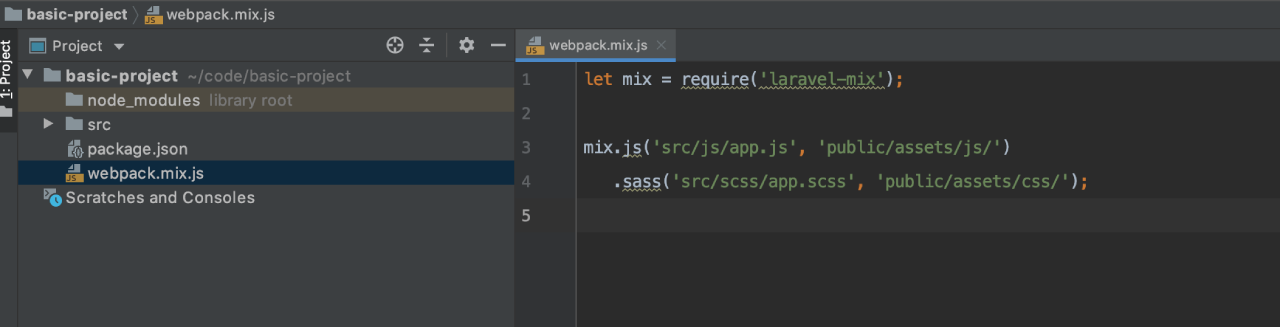 basic-project webpack.mix.js
1: Project
Project
webpack.mix.js
basic-project ~/code/basic-project
node_modules library root
src
package.json
webpack.mix.js
Scratches and Consoles
1 let mix = require('laravel-mix');
2
3 mix.js('src/js/app.js', 'public/assets/js/')
4 .sass('src/scss/app.scss', 'public/assets/css/');
5